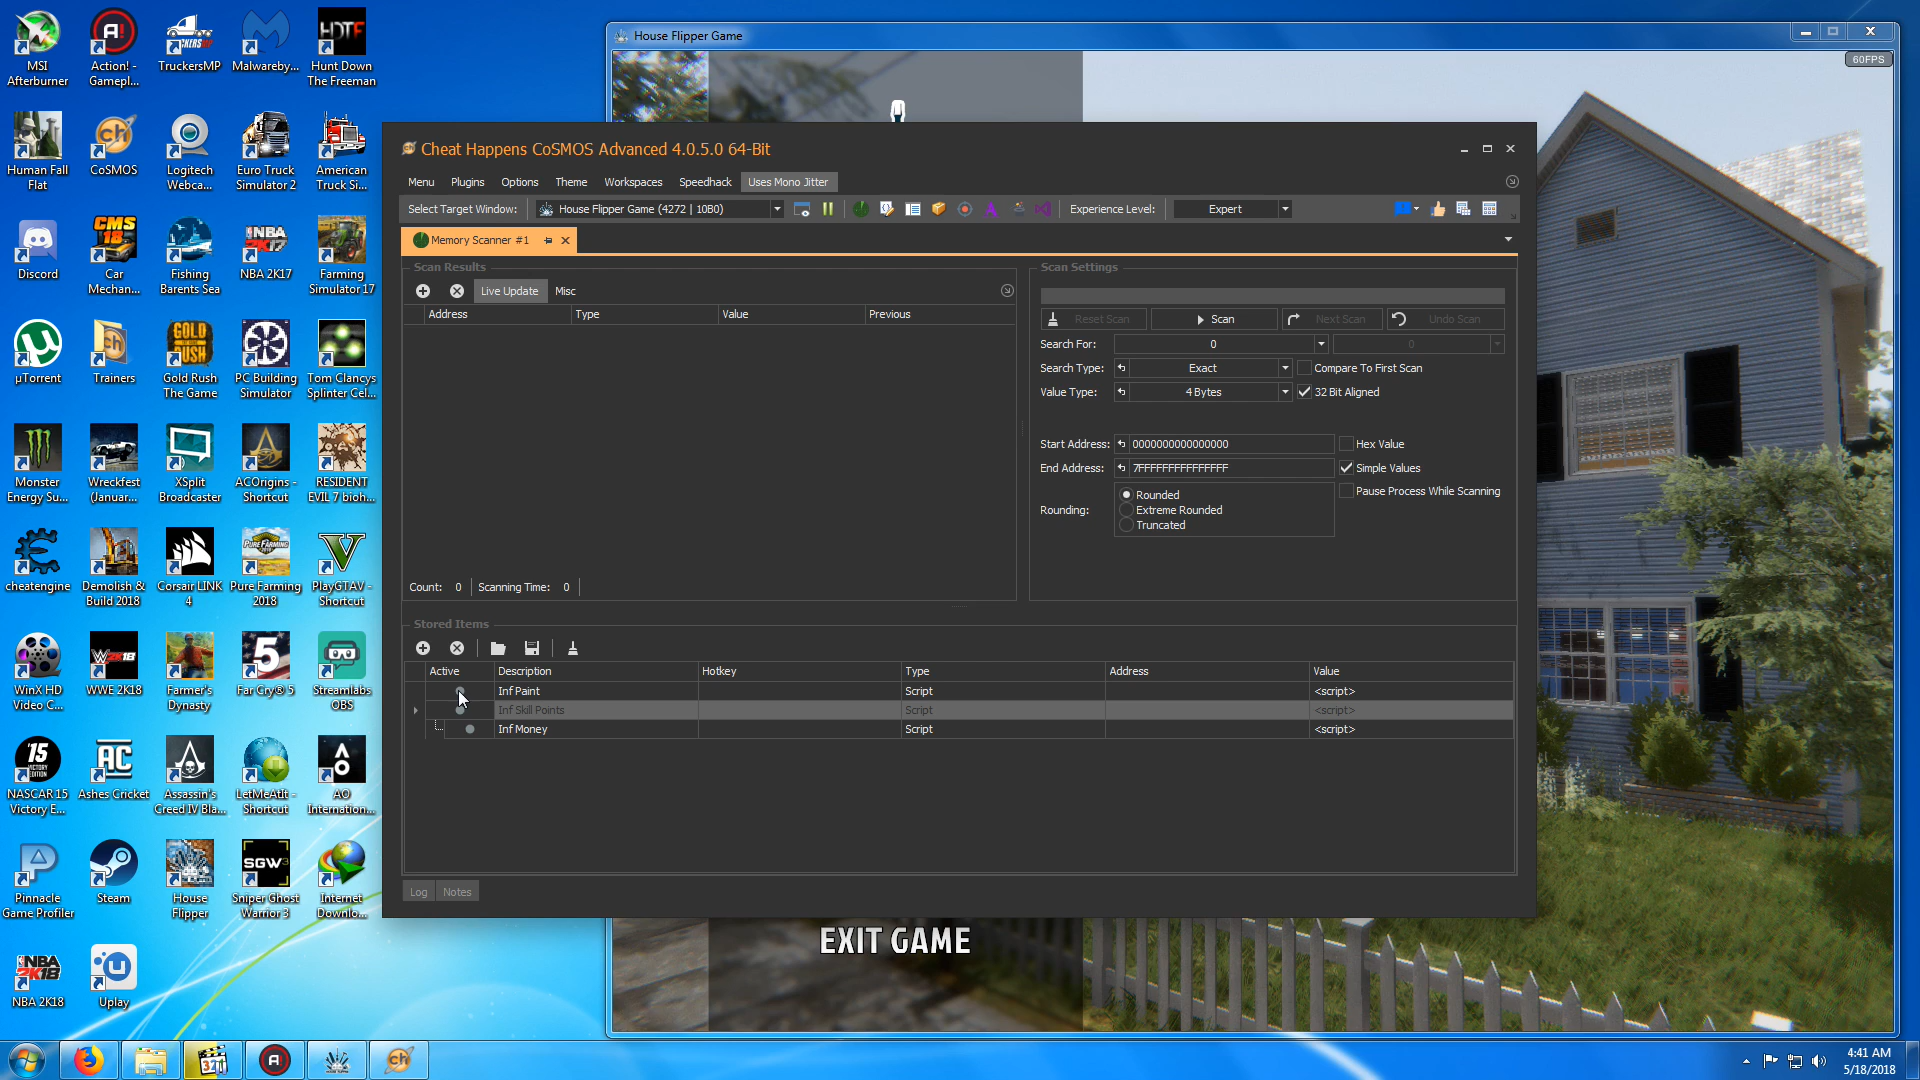 MSI
Afterburner
Action! -
Gamepl...
TruckersMP
Malwareby...
Hunt Down
The Freeman
Human Fall
Flat
CoSMOS
Logitech
Webca...
Euro Truck
Simulator 2
American
Truck Si...
Discord
Car
Mechan...
Fishing
Barents Sea
NBA 2K17
Farming
Simulator 17
µTorrent
Trainers
Gold Rush
The Game
PC Building
Simulator
Tom Clancys
Splinter Cel...
Monster
Energy Su...
Wreckfest
(Januar...
XSplit
Broadcaster
ACOrigins -
Shortcut
RESIDENT
EVIL 7 bioh...
cheatengine
Demolish &
Build 2018
Corsair LINK
4
Pure Farming
2018
PlayGTAV -
Shortcut
WinX HD
Video C...
WWE 2K18
Farmer's
Dynasty
Far Cry® 5
Streamlabs
OBS
NASCAR 15
Victory E...
Ashes Cricket
Assassin's
Creed IV Bla...
LetMeAtIt -
Shortcut
AO
Internation...
Pinnacle
Game Profiler
Steam
House
Flipper
Sniper Ghost
Warrior 3
Internet
Downlo...
NBA 2K18
Uplay
House Flipper Game
60FPS
Cheat Happens CoSMOS Advanced 4.0.5.0 64-Bit
Menu Plugins Options Theme Workspaces Speedhack Uses Mono Jitter
Select Target Window: House Flipper Game (4272 | 10B0) Experience Level: Expert
Memory Scanner #1
Scan Results
Live Update Misc
Address Type Value Previous
Count: 0 Scanning Time: 0
Scan Settings
Reset Scan Scan Next Scan Undo Scan
Search For: 0 0
Search Type: Exact Compare To First Scan
Value Type: 4 Bytes 32 Bit Aligned
Start Address: 0000000000000000 Hex Value
End Address: 7FFFFFFFFFFFFFFF Simple Values
Pause Process While Scanning
Rounding:
Rounded
Extreme Rounded
Truncated
Stored Items
Active Description Hotkey Type Address Value
Inf Paint Script <script>
Inf Skill Points Script <script>
Inf Money Script <script>
Log Notes
EXIT GAME
4:41 AM
5/18/2018